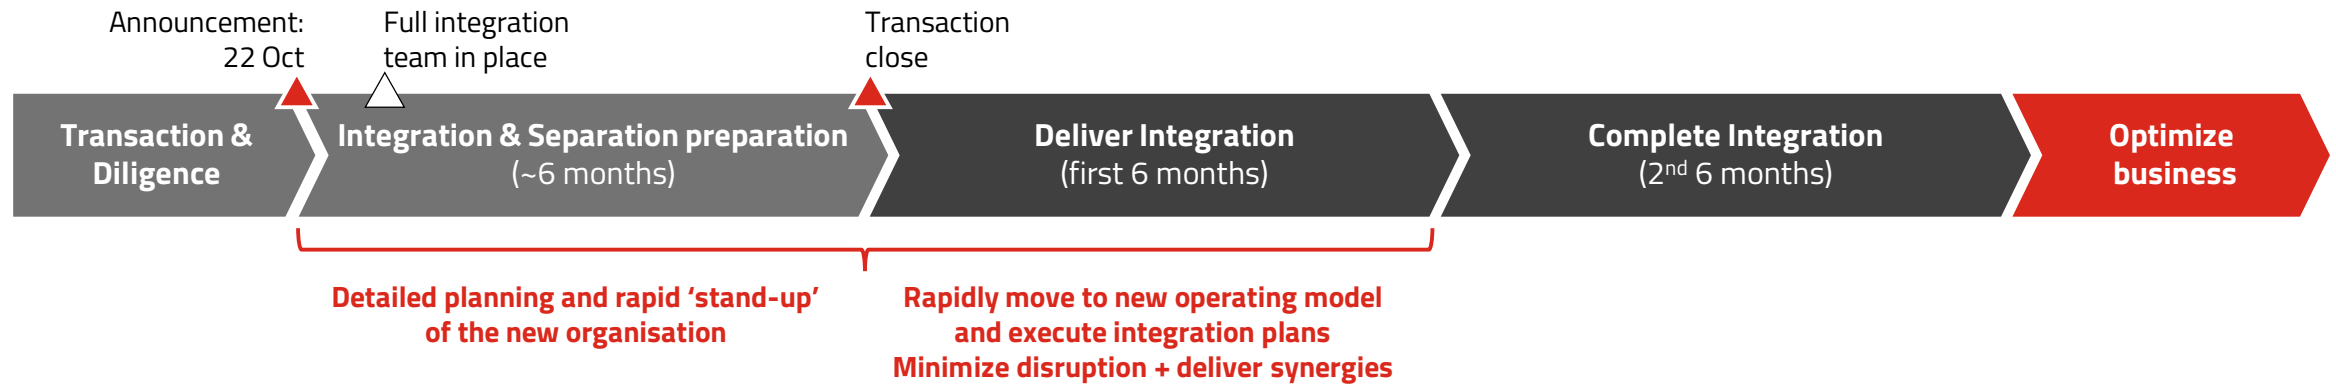 Announcement:
22 Oct
Full integration
team in place
Transaction
close
Transaction &
Diligence
Integration & Separation preparation
(~6 months)
Deliver Integration
(first 6 months)
Complete Integration
(2nd 6 months)
Optimize
business
Detailed planning and rapid ‘stand-up’
of the new organisation
Rapidly move to new operating model
and execute integration plans
Minimize disruption + deliver synergies